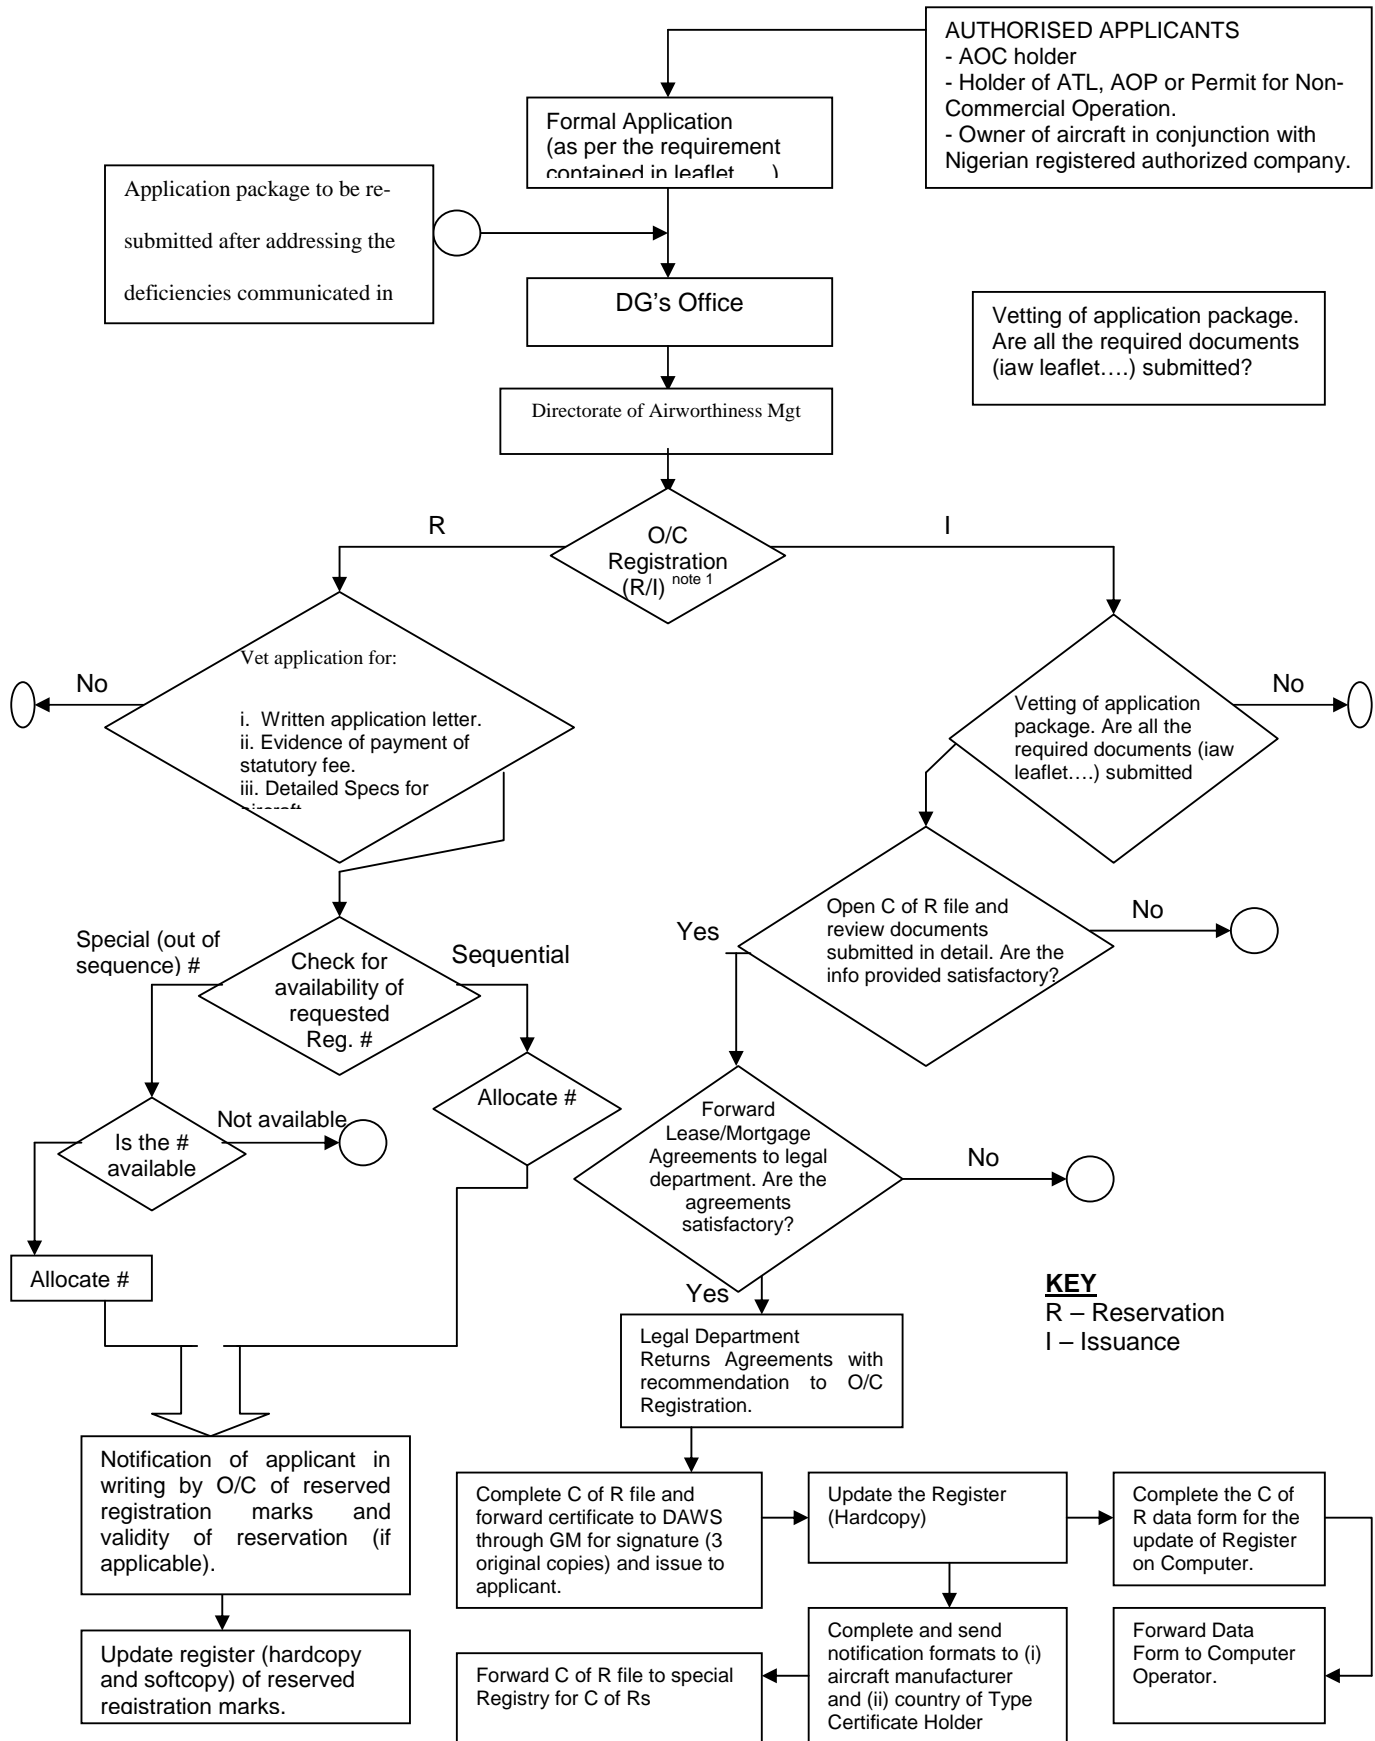 AUTHORISED APPLICANTS
- AOC holder
- Holder of ATL, AOP or Permit for Non-
Commercial Operation.
- Owner of aircraft in conjunction with
Nigerian registered authorized company.
Formal Application
(as per the requirement
contained in leaflet.....)
Application package to be re-
submitted after addressing the
deficiencies communicated in
DG's Office
Vetting of application package.
Are all the required documents
(iaw leaflet….) submitted?
Directorate of Airworthiness Mgt
R
I
O/C
Registration
(R/I) note 1
Vet application for:
i. Written application letter.
ii. Evidence of payment of
statutory fee.
iii. Detailed Specs for
aircraft
No
Vetting of application
package. Are all the
required documents (iaw
leaflet….) submitted
No
Open C of R file and
review documents
submitted in detail. Are the
info provided satisfactory?
Yes
No
Special (out of
sequence) #
Check for
availability of
requested
Reg. #
Sequential
Allocate #
Is the #
available
Not available
Allocate #
Forward
Lease/Mortgage
Agreements to legal
department. Are the
agreements
satisfactory?
No
Yes
KEY
R – Reservation
I – Issuance
Legal Department
Returns Agreements with
recommendation to O/C
Registration.
Notification of applicant in
writing by O/C of reserved
registration marks and
validity of reservation (if
applicable).
Update register (hardcopy
and softcopy) of reserved
registration marks.
Complete C of R file and
forward certificate to DAWS
through GM for signature (3
original copies) and issue to
applicant.
Update the Register
(Hardcopy)
Complete the C of
R data form for the
update of Register
on Computer.
Forward C of R file to special
Registry for C of Rs
Complete and send
notification formats to (i)
aircraft manufacturer
and (ii) country of Type
Certificate Holder
Forward Data
Form to Computer
Operator.